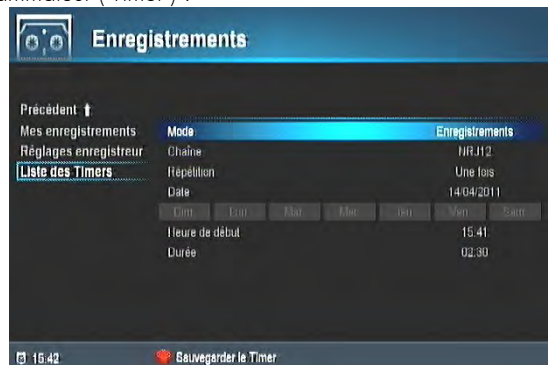 Enregistrements
Précédent
Mes enregistrements
Réglages enregistreur
Liste des Timers
Mode Enregistrements
Chaîne NRJ12
Répétition Une fois
Date 14/04/2011
Dim Lun Mar Mer Jeu Ven Sam
Heure de début 15:41
Durée 02:30
15:42 Sauvegarder le Timer